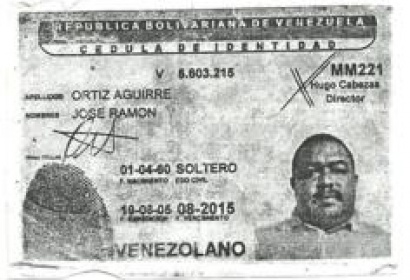 REPUBLICA BOLIVARIANA DE VENEZUELA
CEDULA DE IDENTIDAD
V 5.603.215
MM221
Hugo Cabezas
Director
APELLIDOS ORTIZ AGUIRRE
NOMBRES JOSE RAMON
01-04-60 SOLTERO
F. NACIMIENTO EDO CIVIL
19-08-05 08-2015
F. EXPEDICION F. VENCIMIENTO
VENEZOLANO